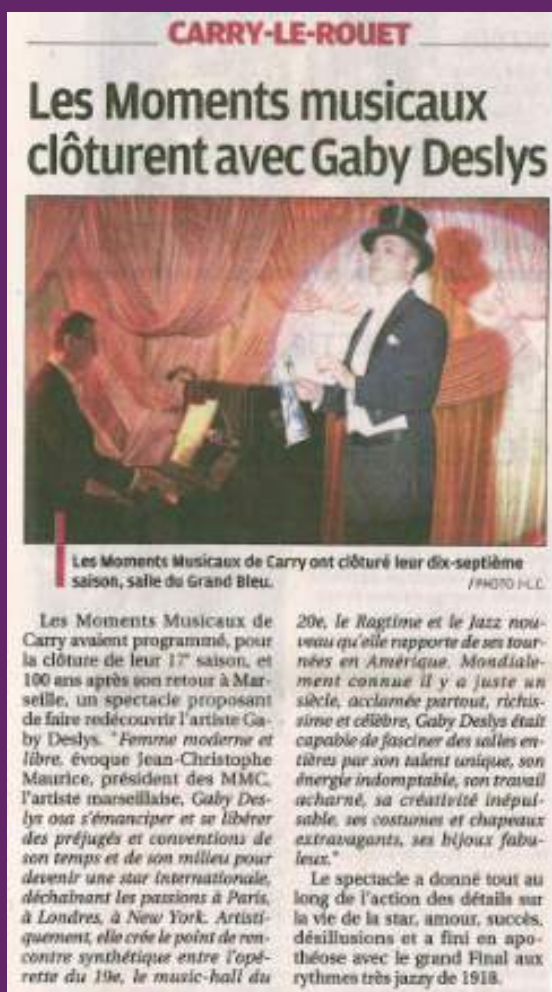 CARRY-LE-ROUET
Les Moments musicaux
clôturent avec Gaby Deslys
Les Moments Musicaux de Carry ont clôturé leur dix-septième
saison, salle du Grand Bleu.
/ PHOTO M.C.
Les Moments Musicaux de
Carry avaient programmé, pour
la clôture de leur 17e saison, et
100 ans après son retour à Mar-
seille, un spectacle proposant
de faire redécouvrir l'artiste Ga-
by Deslys. "Femme moderne et
libre, évoque Jean-Christophe
Maurice, président des MMC,
l'artiste marseillaise, Gaby Des-
lys osa s'émanciper et se libérer
des préjugés et conventions de
son temps et de son milieu pour
devenir une star internationale,
déchaînant les passions à Paris,
à Londres, à New York. Artisti-
quement, elle crée le point de ren-
contre synthétique entre l'opé-
rette du 19e, le music-hall du
20e, le Ragtime et le Jazz nou-
veau qu'elle rapporte de ses tour-
nées en Amérique. Mondiale-
ment connue il y a juste un
siècle, acclamée partout, richis-
sime et célèbre, Gaby Deslys était
capable de fasciner des salles en-
tières par son talent unique, son
énergie indomptable, son travail
acharné, sa créativité inépui-
sable, ses costumes et chapeaux
extravagants, ses bijoux fabu-
leux."
Le spectacle a donné tout au
long de l'action des détails sur
la vie de la star, amour, succès,
désillusions et a fini en apo-
théose avec le grand Final aux
rythmes très jazzy de 1918.